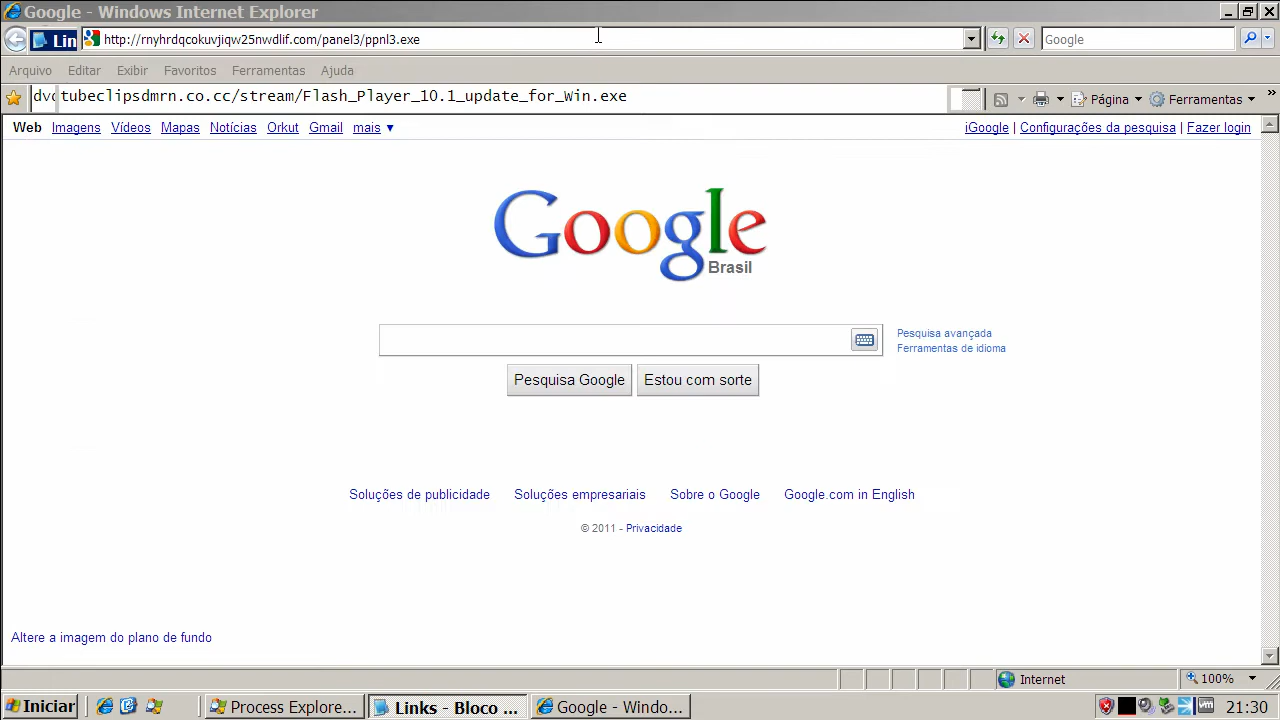 Google - Windows Internet Explorer
Lin
http://rnyhrdqcokuvjiqw25nwdlif.com/panel3/ppnl3.exe
Google
Arquivo Editar Exibir Favoritos Ferramentas Ajuda
dvc tubeclipsdmrn.co.cc/stream/Flash_Player_10.1_update_for_Win.exe
Página Ferramentas »
Web Imagens Vídeos Mapas Notícias Orkut Gmail mais ▼
iGoogle | Configurações da pesquisa | Fazer login
Google
Brasil
Pesquisa avançada
Ferramentas de idioma
Pesquisa Google Estou com sorte
Soluções de publicidade Soluções empresariais Sobre o Google Google.com in English
© 2011 - Privacidade
Altere a imagem do plano de fundo
Internet 100%
Iniciar Process Explore... Links - Bloco ... Google - Windo... 21:30